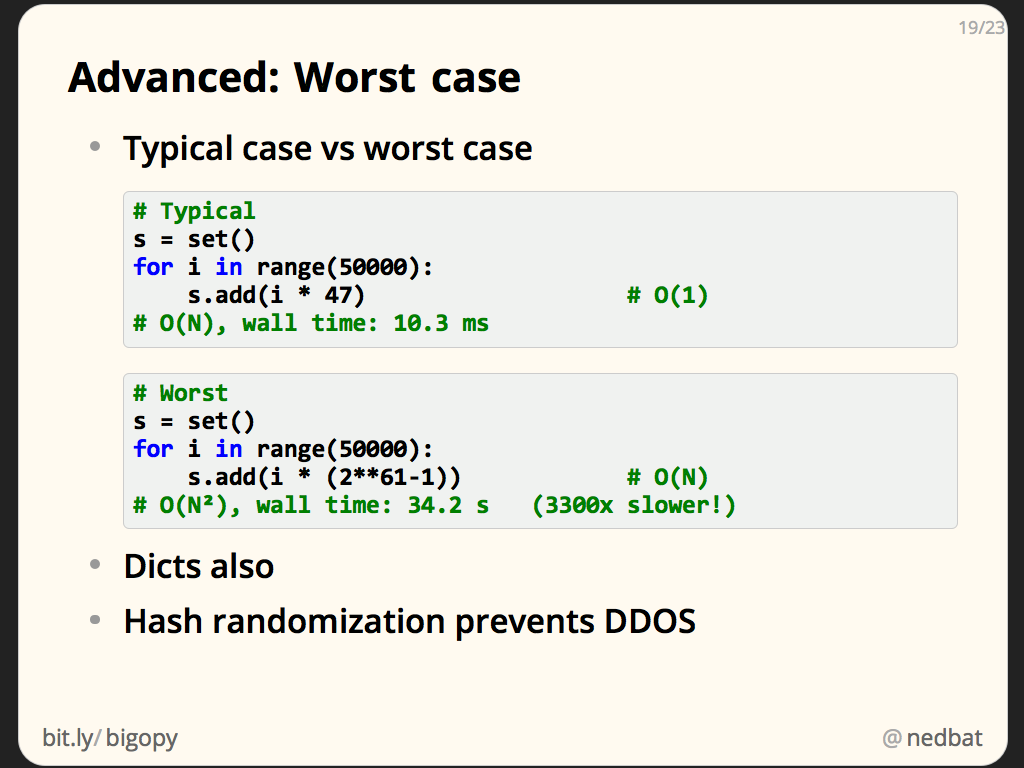 19/23
Advanced: Worst case
• Typical case vs worst case
# Typical
s = set()
for i in range(50000):
    s.add(i * 47)                   # O(1)
# O(N), wall time: 10.3 ms
# Worst
s = set()
for i in range(50000):
    s.add(i * (2**61-1))            # O(N)
# O(N²), wall time: 34.2 s   (3300x slower!)
• Dicts also
• Hash randomization prevents DDOS
bit.ly/bigopy
@nedbat